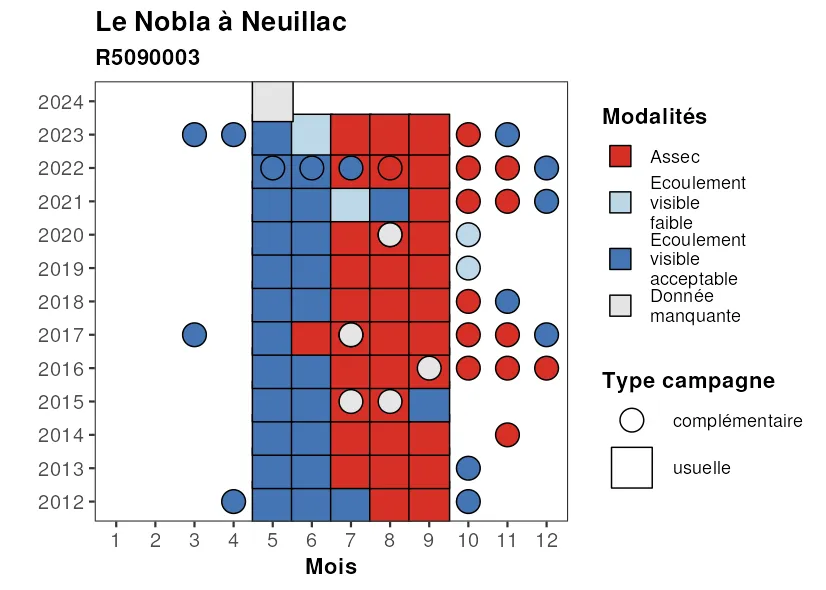 Le Nobla à Neuillac
R5090003
2024
2023
2022
2021
2020
2019
2018
2017
2016
2015
2014
2013
2012
1 2 3 4 5 6 7 8 9 10 11 12
Mois
Modalités
Assec
Ecoulement
visible
faible
Ecoulement
visible
acceptable
Donnée
manquante
Type campagne
complémentaire
usuelle